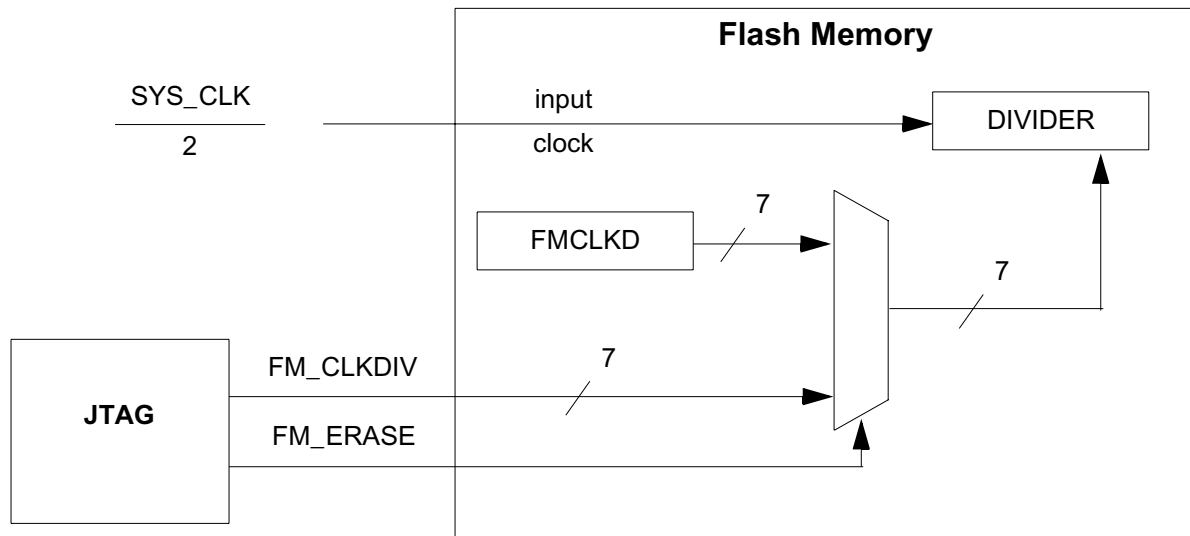 Flash Memory
SYS_CLK
2
input
clock
DIVIDER
7
FMCLKD
7
FM_CLKDIV
7
JTAG
FM_ERASE